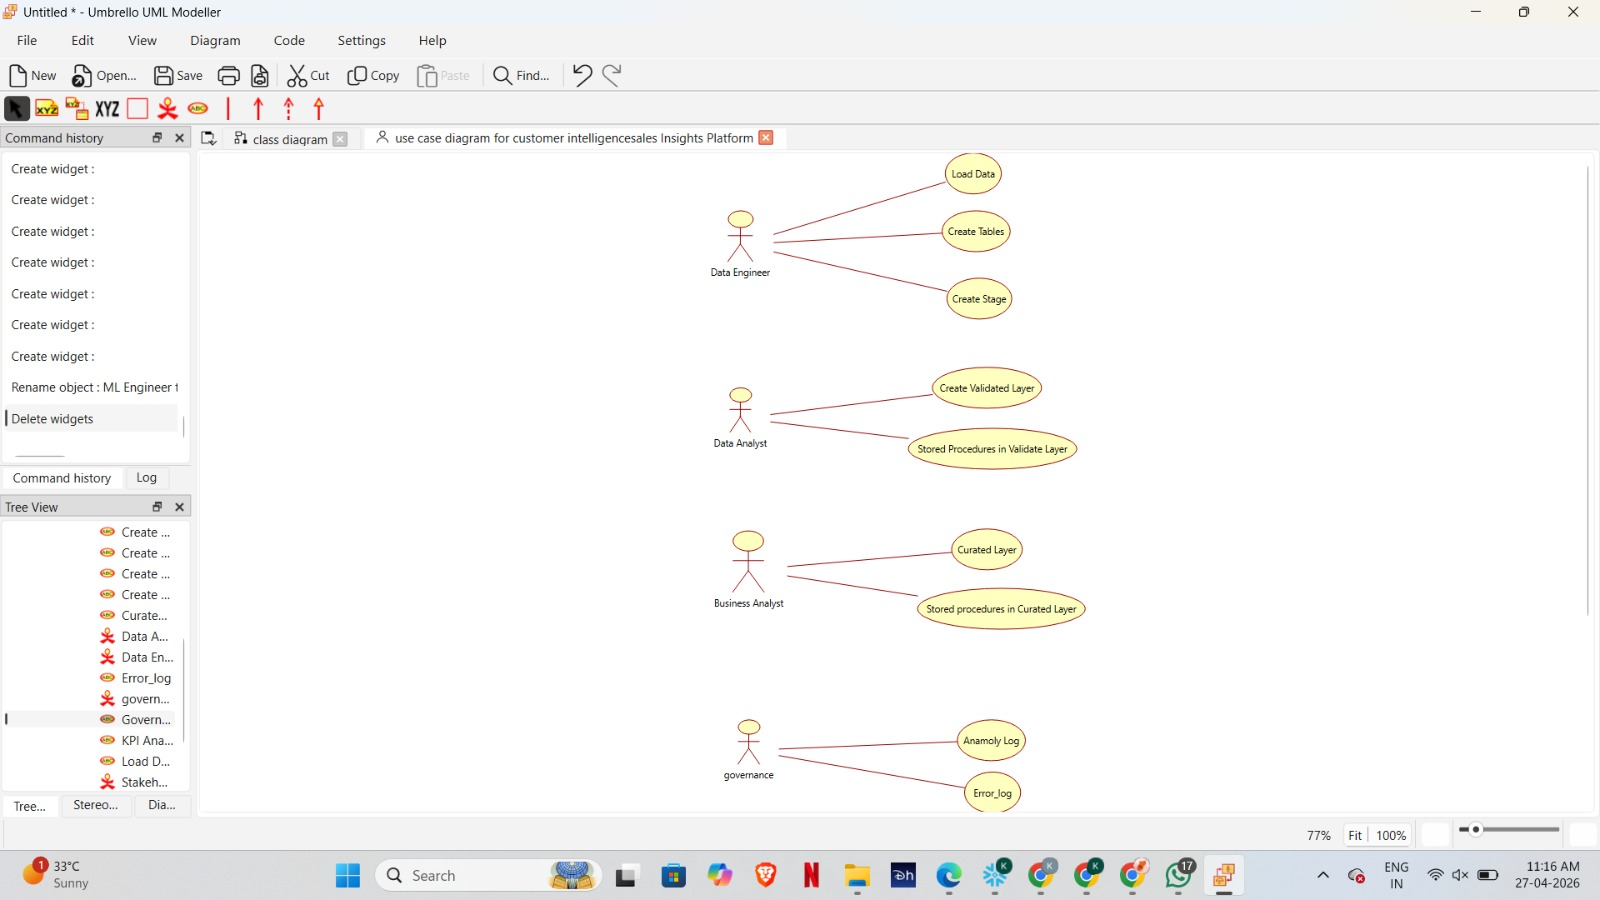 Untitled * - Umbrello UML Modeller
File Edit View Diagram Code Settings Help
New Open... Save Cut Copy Paste Find...
XYZ XYZ XYZ ABC
Command history
class diagram
use case diagram for customer intelligencesales Insights Platform
Create widget :
Create widget :
Create widget :
Create widget :
Create widget :
Create widget :
Create widget :
Rename object : ML Engineer t
Delete widgets
Command history Log
Tree View
Create ...
Create ...
Create ...
Create ...
Curate...
Data A...
Data En...
Error_log
govern...
Govern...
KPI Ana...
Load D...
Stakeh...
Tree... Stereo... Dia...
Load Data
Create Tables
Data Engineer
Create Stage
Create Validated Layer
Data Analyst
Stored Procedures in Validate Layer
Curated Layer
Business Analyst
Stored procedures in Curated Layer
Anamoly Log
governance
Error_log
77% Fit 100%
1
33°C
Sunny
Search
Dh
K
K
K
17
ENG
IN
11:16 AM
27-04-2026